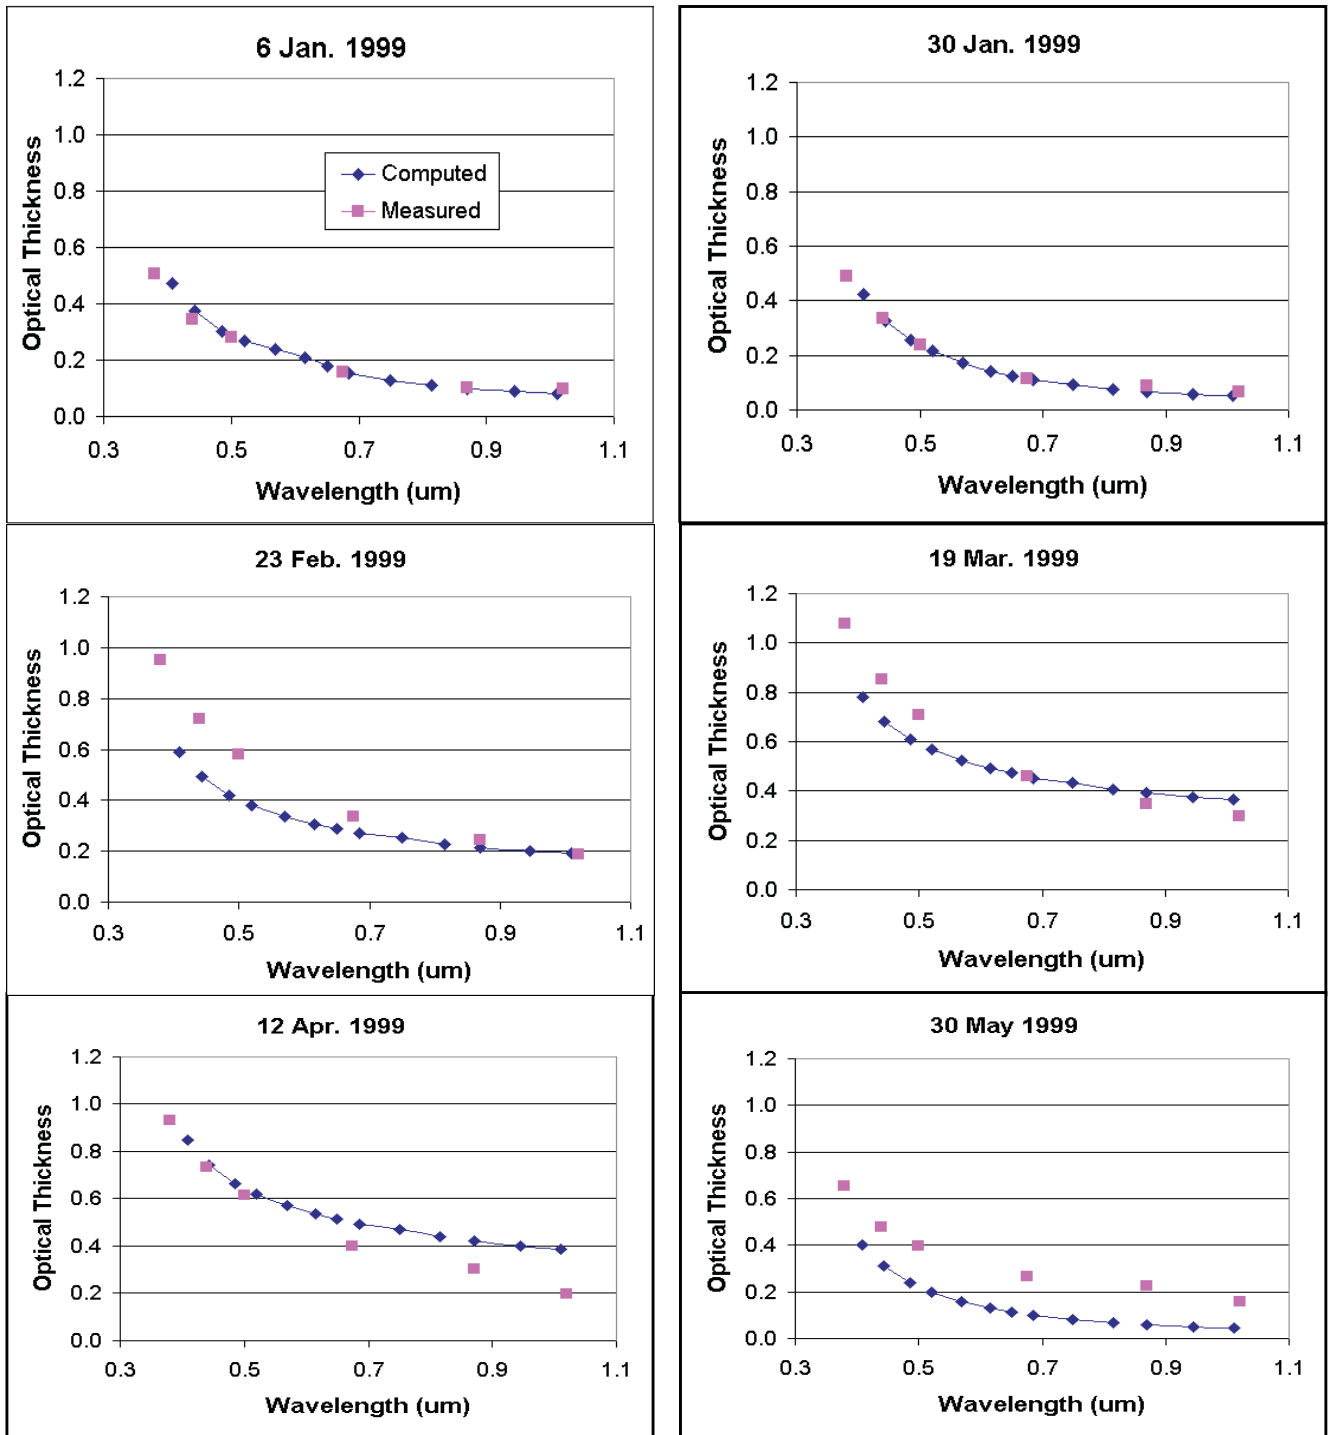 6 Jan. 1999
Optical Thickness
1.2
1.0
0.8
0.6
0.4
0.2
0.0
Computed
Measured
0.3 0.5 0.7 0.9 1.1
Wavelength (um)
30 Jan. 1999
Optical Thickness
1.2
1.0
0.8
0.6
0.4
0.2
0.0
0.3 0.5 0.7 0.9 1.1
Wavelength (um)
23 Feb. 1999
Optical Thickness
1.2
1.0
0.8
0.6
0.4
0.2
0.0
0.3 0.5 0.7 0.9 1.1
Wavelength (um)
19 Mar. 1999
Optical Thickness
1.2
1.0
0.8
0.6
0.4
0.2
0.0
0.3 0.5 0.7 0.9 1.1
Wavelength (um)
12 Apr. 1999
Optical Thickness
1.2
1.0
0.8
0.6
0.4
0.2
0.0
0.3 0.5 0.7 0.9 1.1
Wavelength (um)
30 May 1999
Optical Thickness
1.2
1.0
0.8
0.6
0.4
0.2
0.0
0.3 0.5 0.7 0.9 1.1
Wavelength (um)